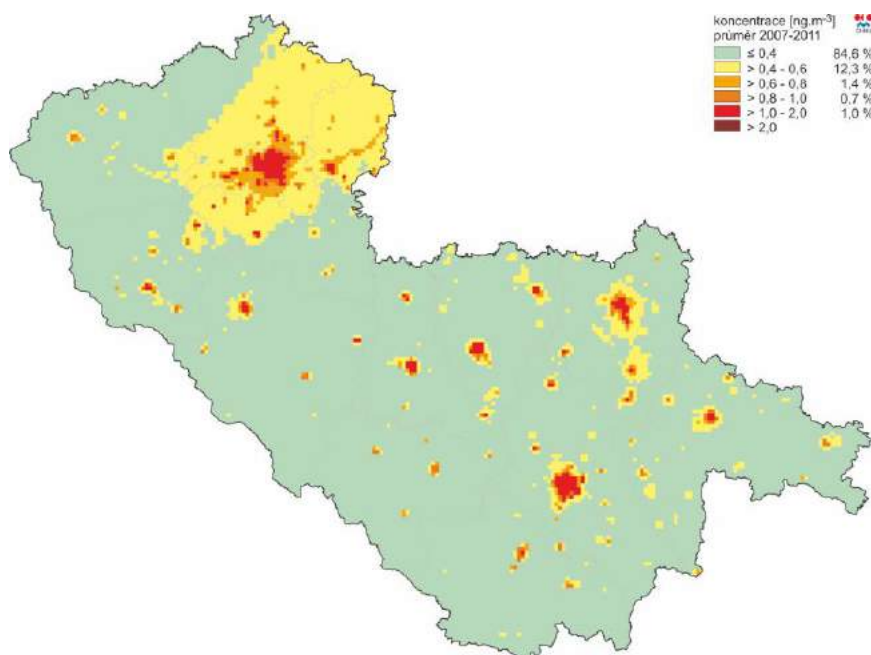 koncentrace [ng.m-³]
průměr 2007-2011
≤ 0,4 84,6 %
> 0,4 - 0,6 12,3 %
> 0,6 - 0,8 1,4 %
> 0,8 - 1,0 0,7 %
> 1,0 - 2,0 1,0 %
> 2,0